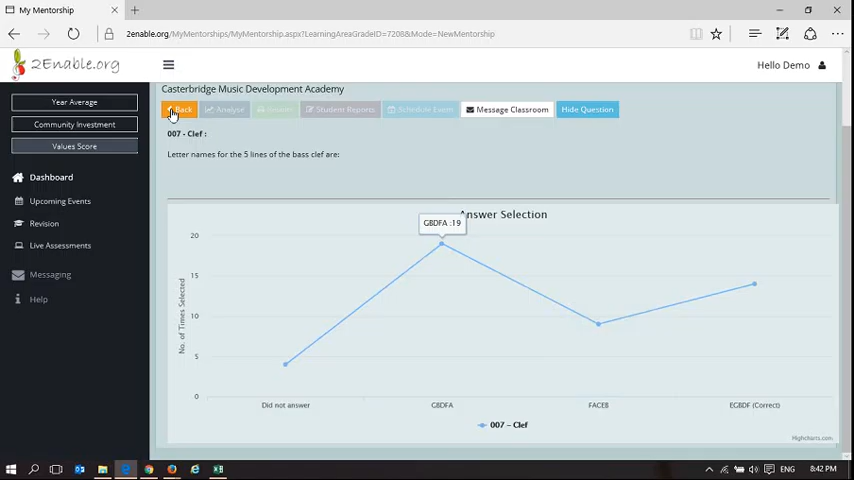 My Mentorship
2enable.org/MyMentorships/MyMentorship.aspx?LearningAreaGradeID=7208&Mode=NewMentorship
2Enable.org
Hello Demo
Casterbridge Music Development Academy
Back
Analyse
Student Reports
Schedule Event
Message Classroom
Hide Question
Year Average
Community Investment
Values Score
Dashboard
Upcoming Events
Revision
Live Assessments
Messaging
Help
007 - Clef :
Letter names for the 5 lines of the bass clef are:
Answer Selection
GBDFA :19
No. of Times Selected
20
15
10
5
0
Did not answer
GBDFA
FACEB
EGBDF (Correct)
007 – Clef
Highcharts.com
ENG
8:42 PM